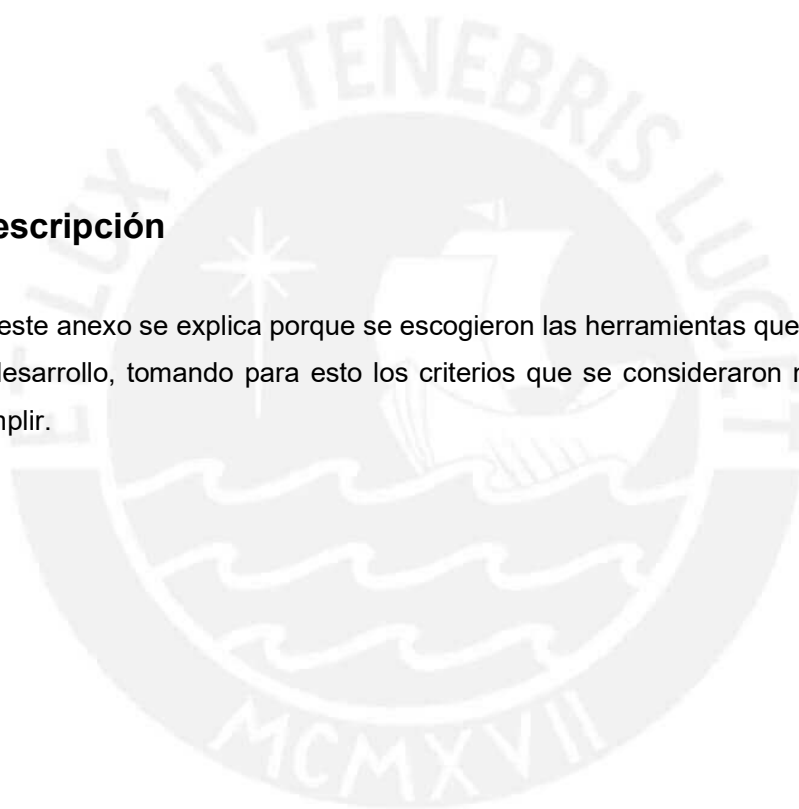 escripción
este anexo se explica porque se escogieron las herramientas que
desarrollo, tomando para esto los criterios que se consideraron
mplir.
ET LUX IN TENEBRIS LUCET
MCMXVII